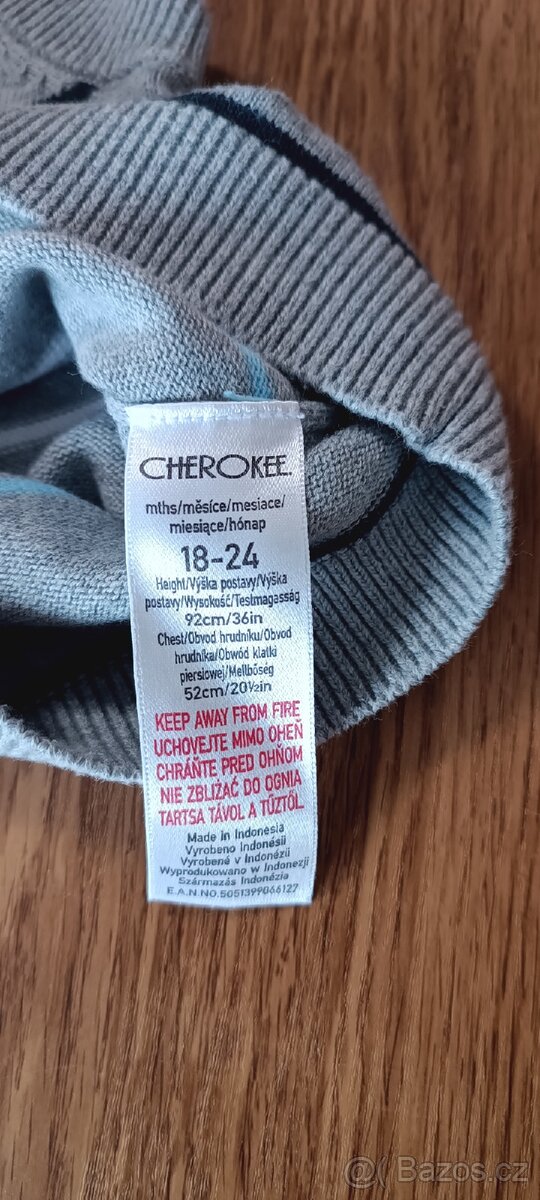 CHEROKEE.
mths/měsíce/mesiace/
miesiące/hónap
18-24
Height/Výška postavy/Výška
postavy/Wysokość/Testmagasság
92cm/36in
Chest/Obvod hrudníku/Obvod
hrudníka/Obwód klatki
piersiowej/Mellbőség
52cm/20½in
KEEP AWAY FROM FIRE
UCHOVEJTE MIMO OHEŇ
CHRÁŇTE PRED OHŇOM
NIE ZBLIŻAĆ DO OGNIA
TARTSA TÁVOL A TŰZTŐL
Made in Indonesia
Vyrobeno Indonésii
Vyrobené v Indonézii
Wyprodukowano w Indonezji
Származás Indonézia
E.A.N.NO.5051399066127
@ Bazos.cz